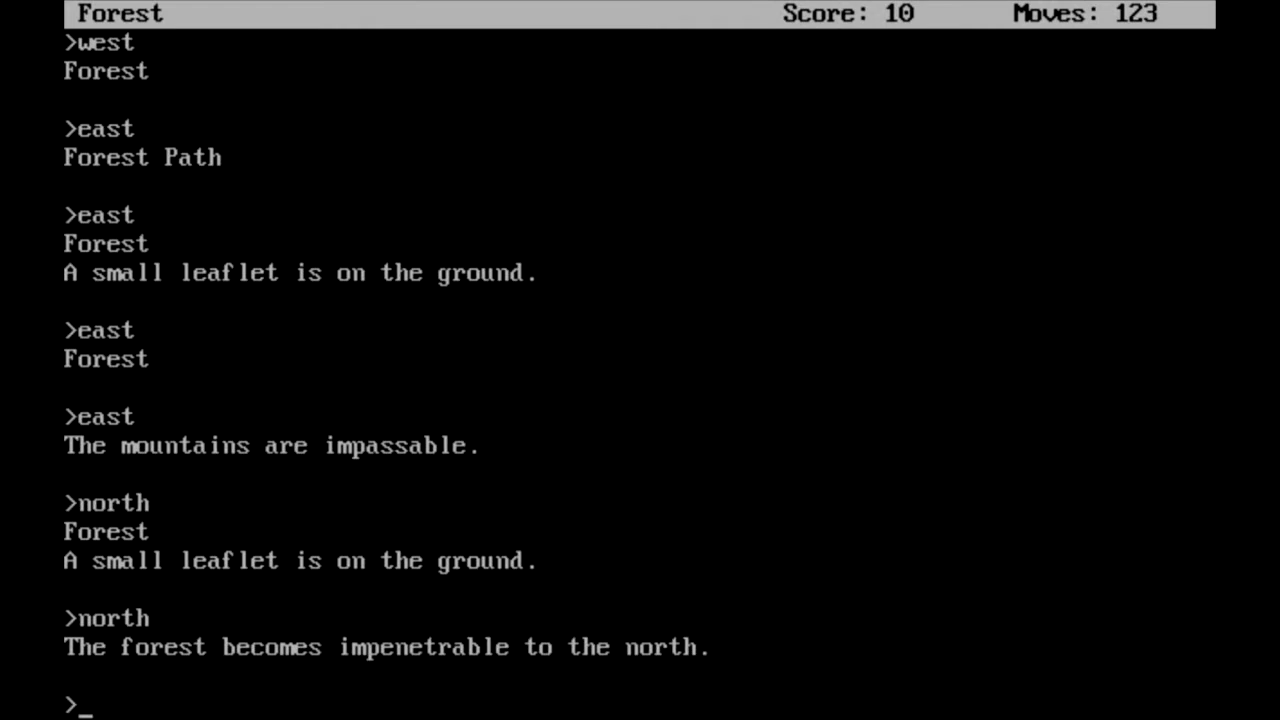 Forest Score: 10 Moves: 123
>west
Forest
>east
Forest Path
>east
Forest
A small leaflet is on the ground.
>east
Forest
>east
The mountains are impassable.
>north
Forest
A small leaflet is on the ground.
>north
The forest becomes impenetrable to the north.
>_